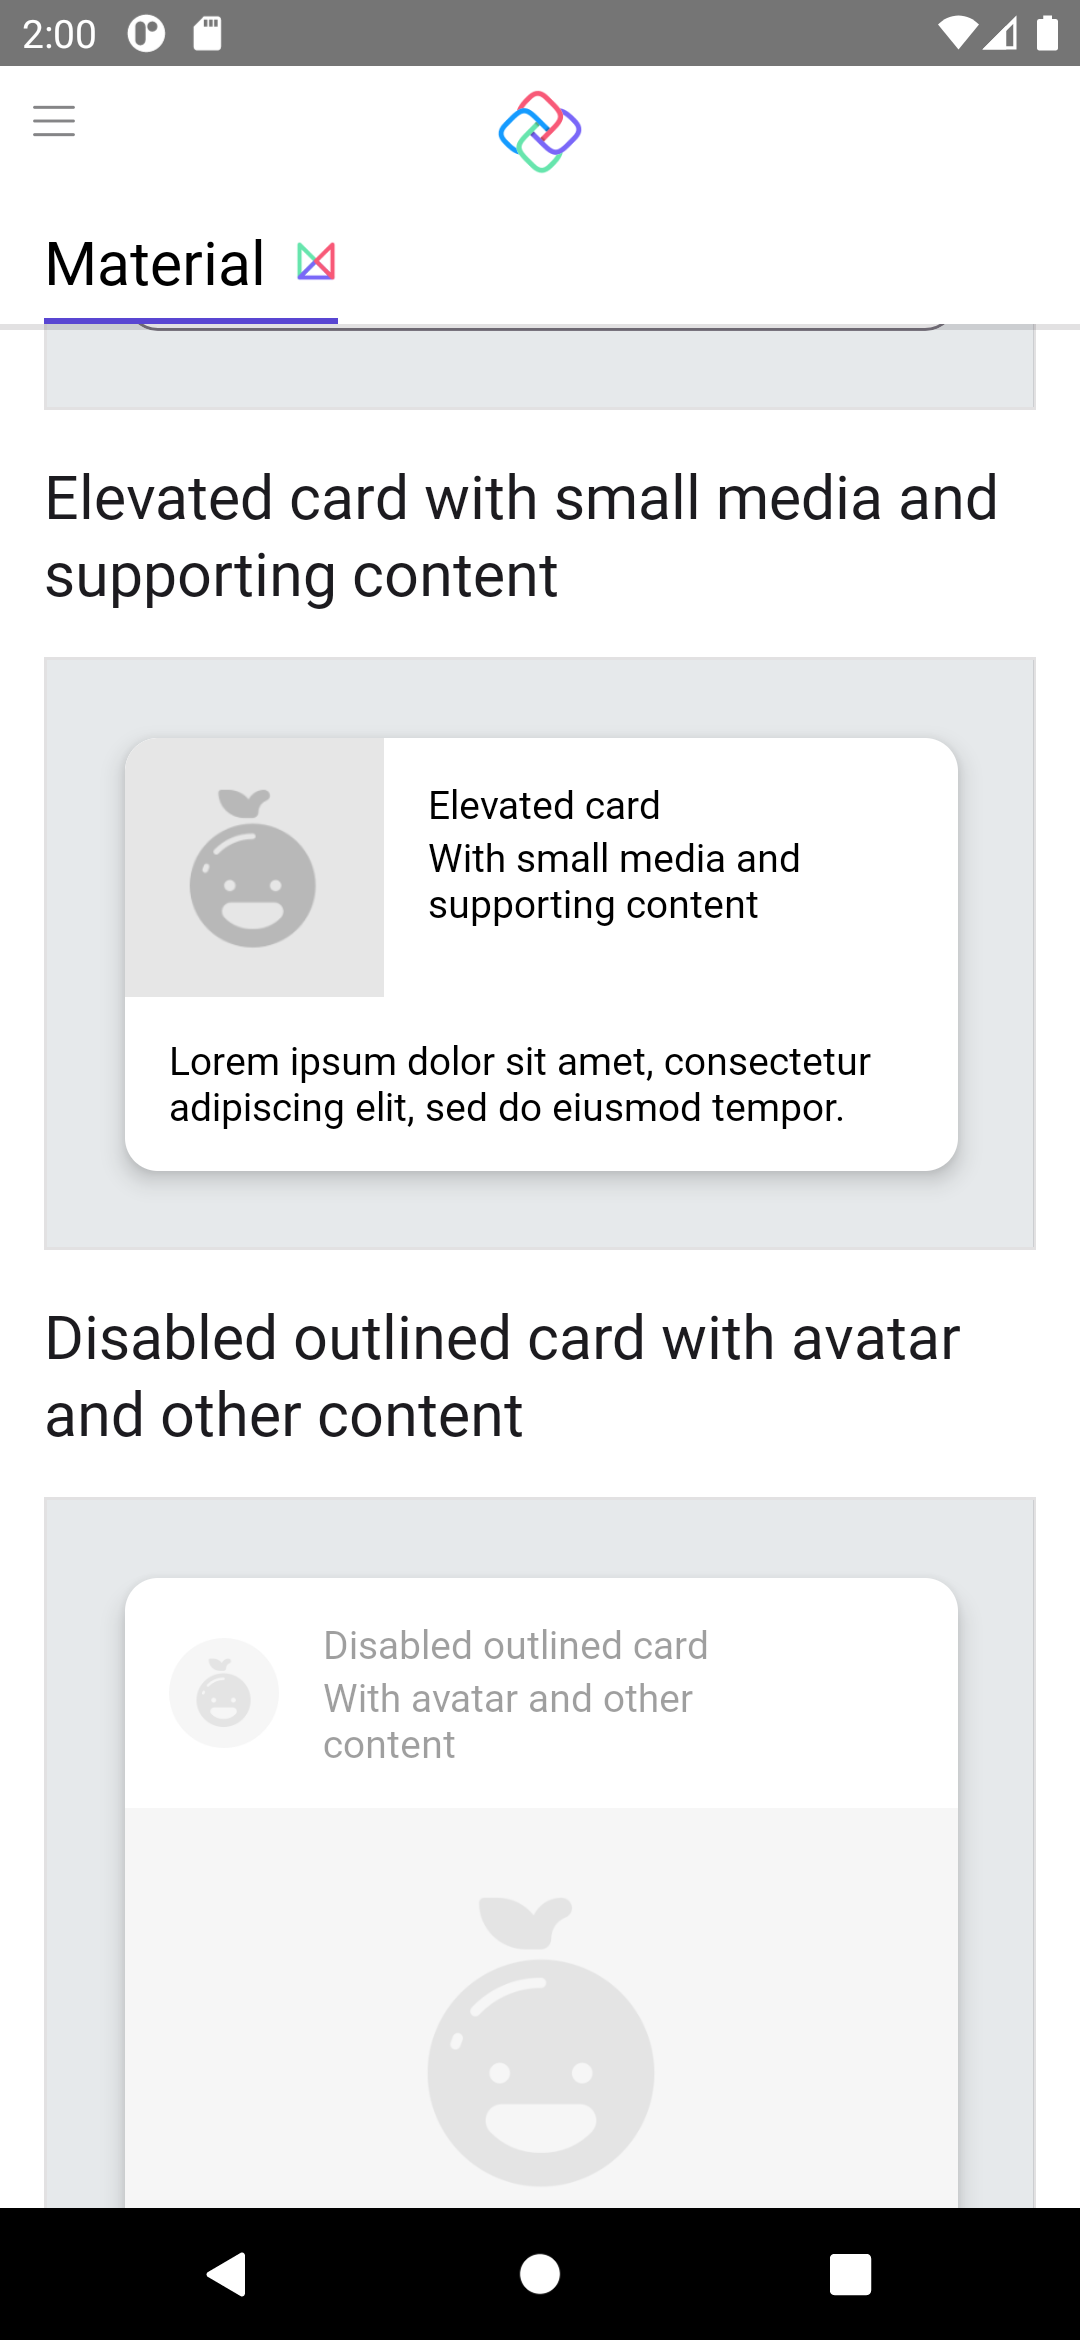 2:00
Material
Elevated card with small media and
supporting content
Elevated card
With small media and
supporting content
Lorem ipsum dolor sit amet, consectetur
adipiscing elit, sed do eiusmod tempor.
Disabled outlined card with avatar
and other content
Disabled outlined card
With avatar and other
content